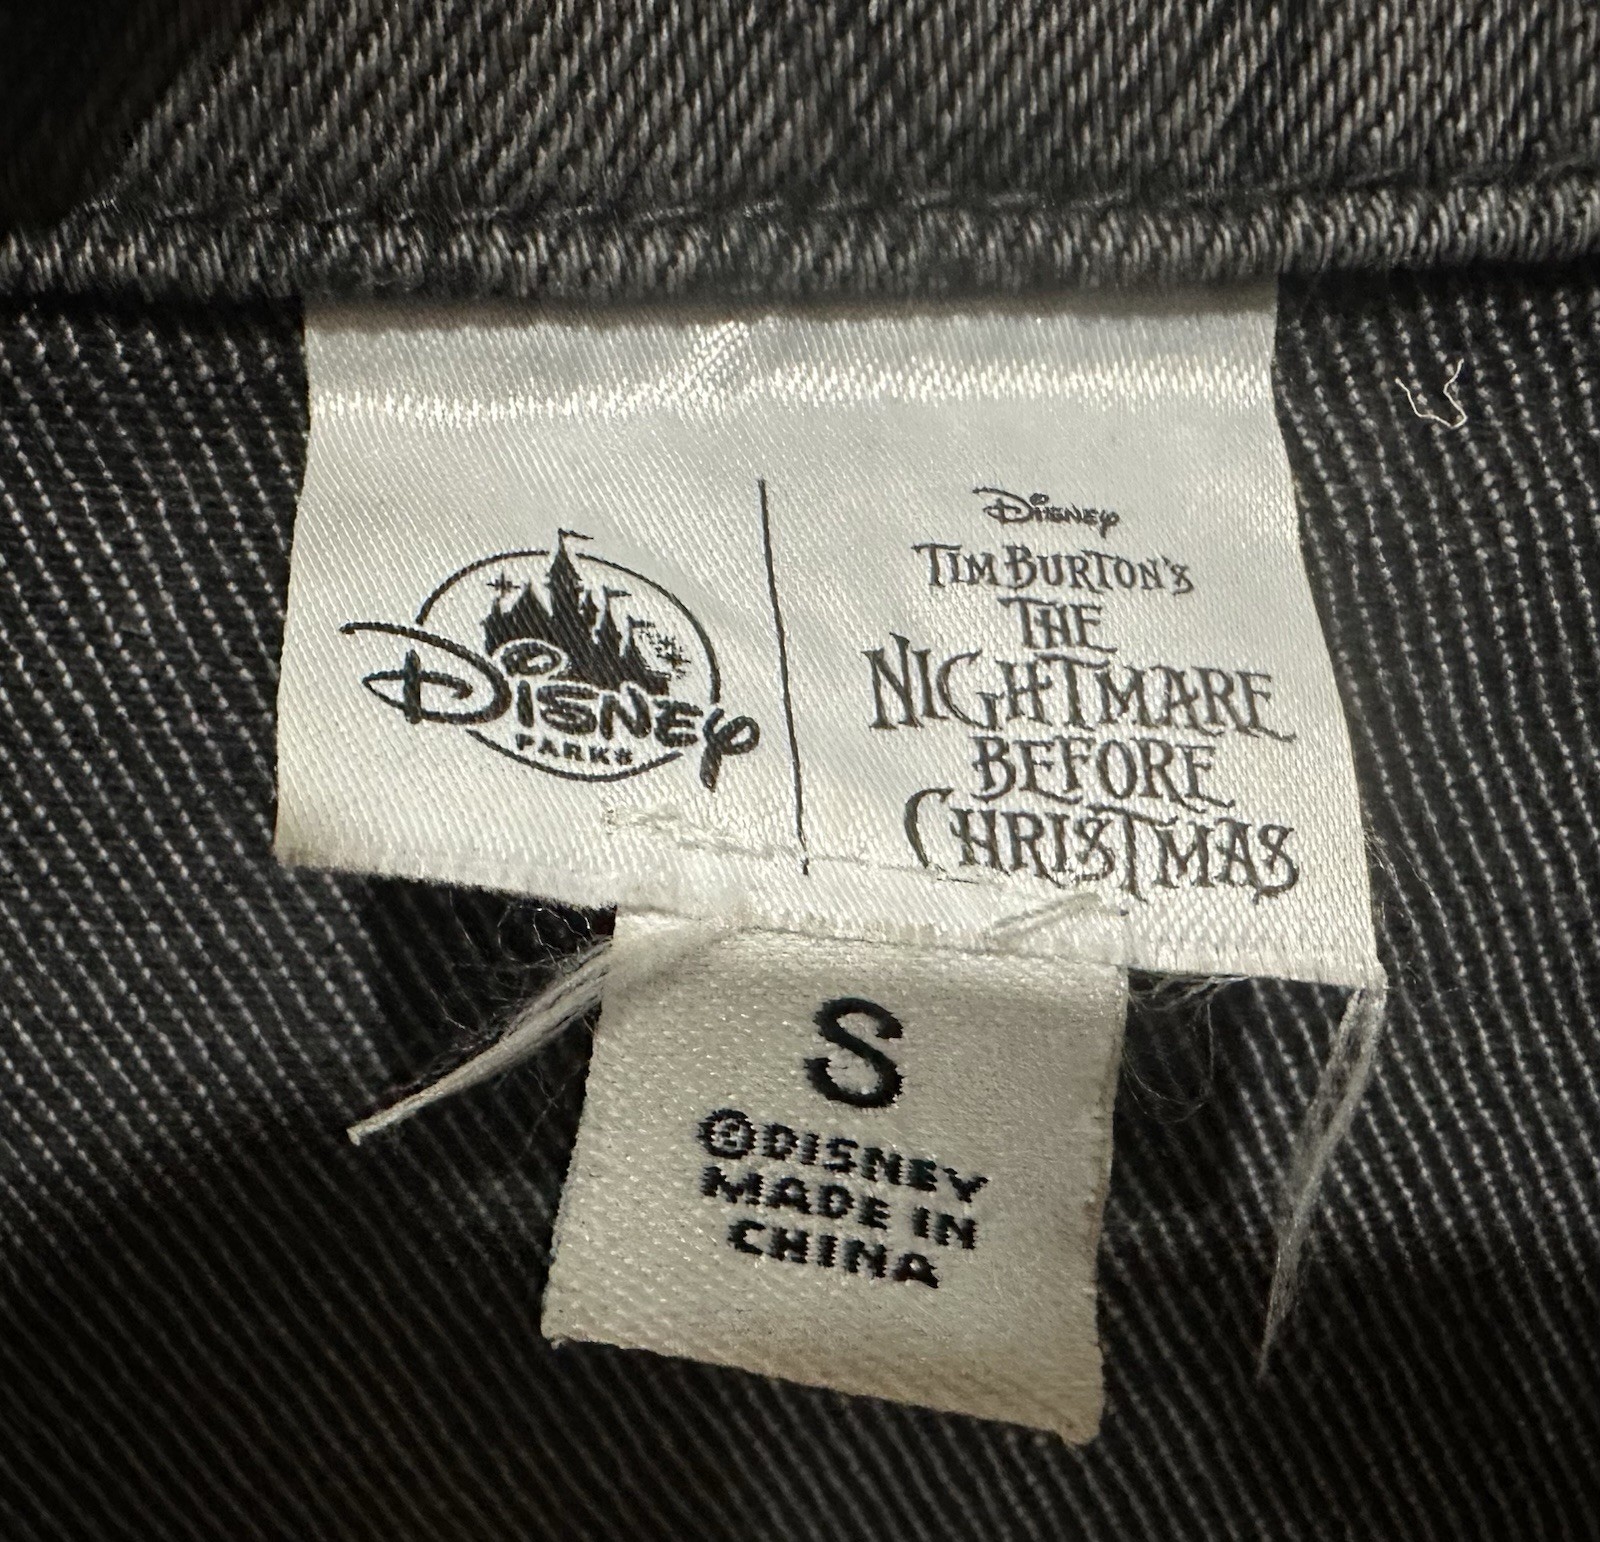 Disney
PARKS
Disney
TIM BURTON'S
THE
NIGHTMARE
BEFORE
CHRISTMAS
S
©DISNEY
MADE IN
CHINA